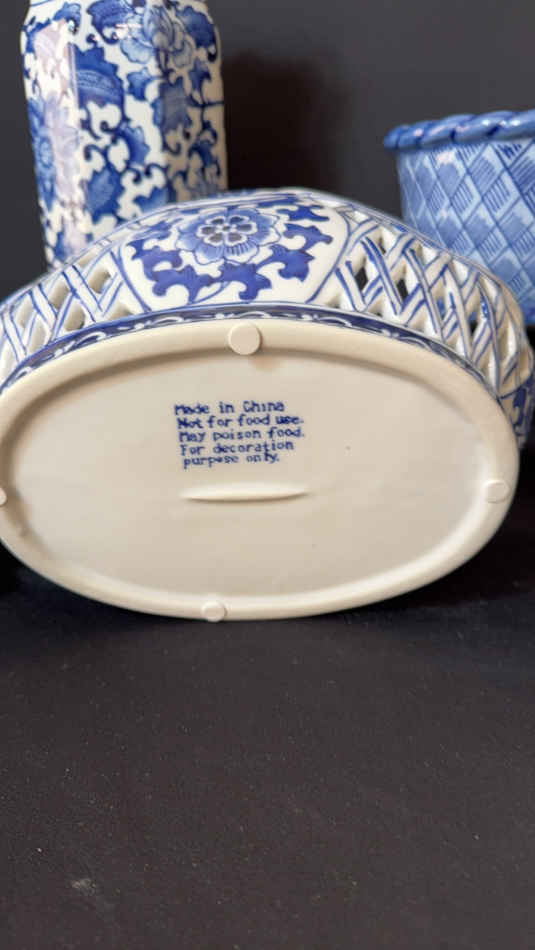 Made in China
Not for food use.
May poison food.
For decoration
purpose only.